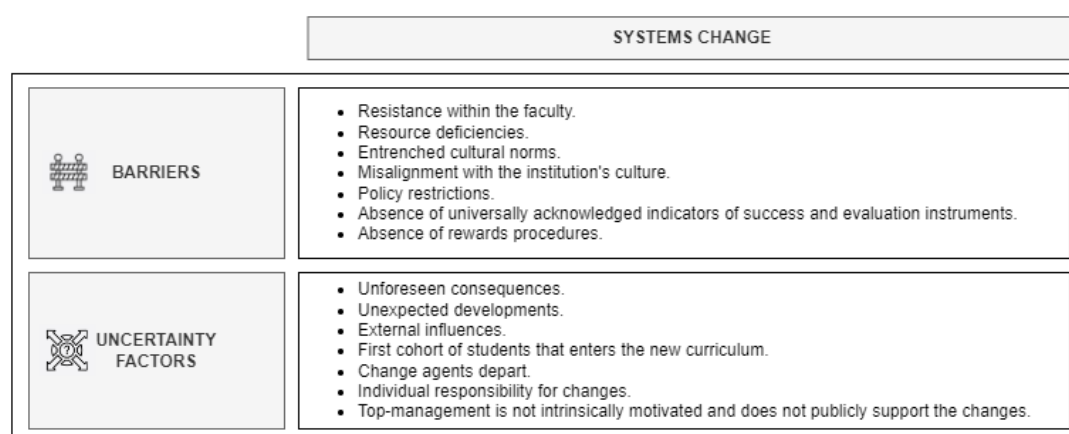 SYSTEMS CHANGE
BARRIERS
• Resistance within the faculty.
• Resource deficiencies.
• Entrenched cultural norms.
• Misalignment with the institution's culture.
• Policy restrictions.
• Absence of universally acknowledged indicators of success and evaluation instruments.
• Absence of rewards procedures.
UNCERTAINTY
FACTORS
• Unforeseen consequences.
• Unexpected developments.
• External influences.
• First cohort of students that enters the new curriculum.
• Change agents depart.
• Individual responsibility for changes.
• Top-management is not intrinsically motivated and does not publicly support the changes.